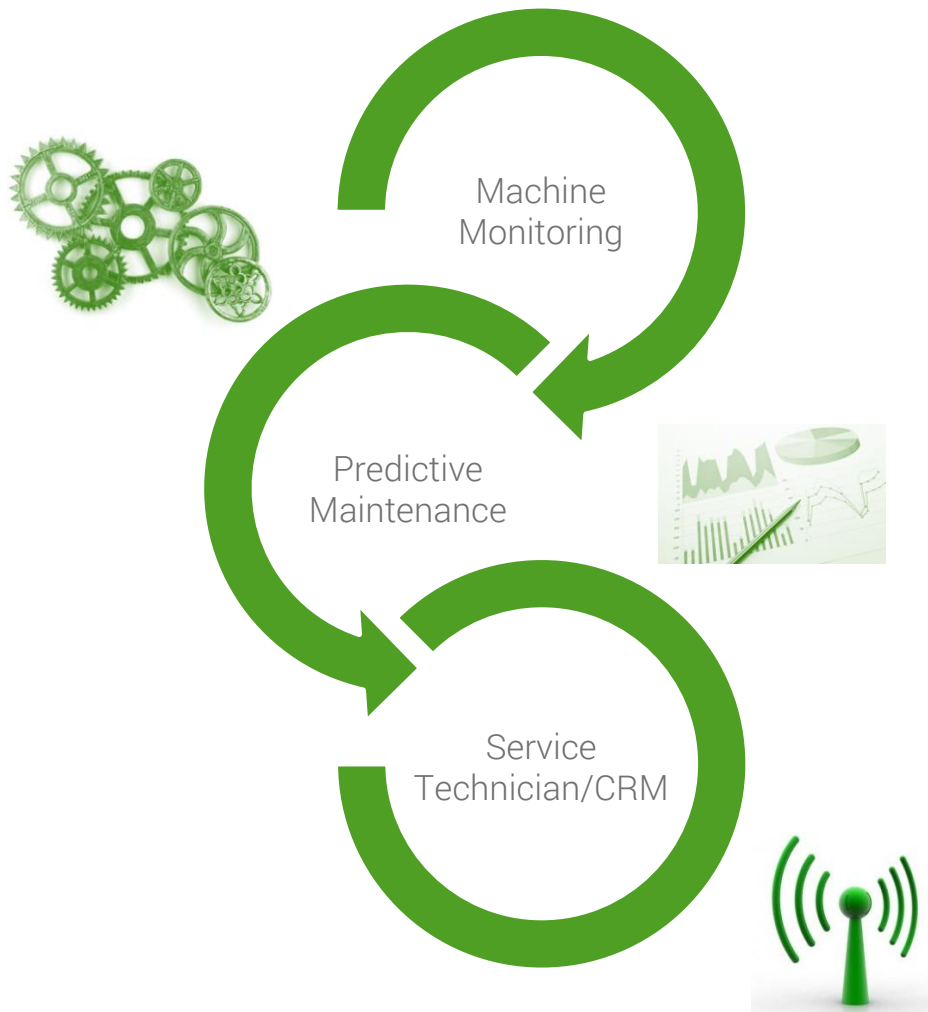 Machine
Monitoring
Predictive
Maintenance
Service
Technician/CRM